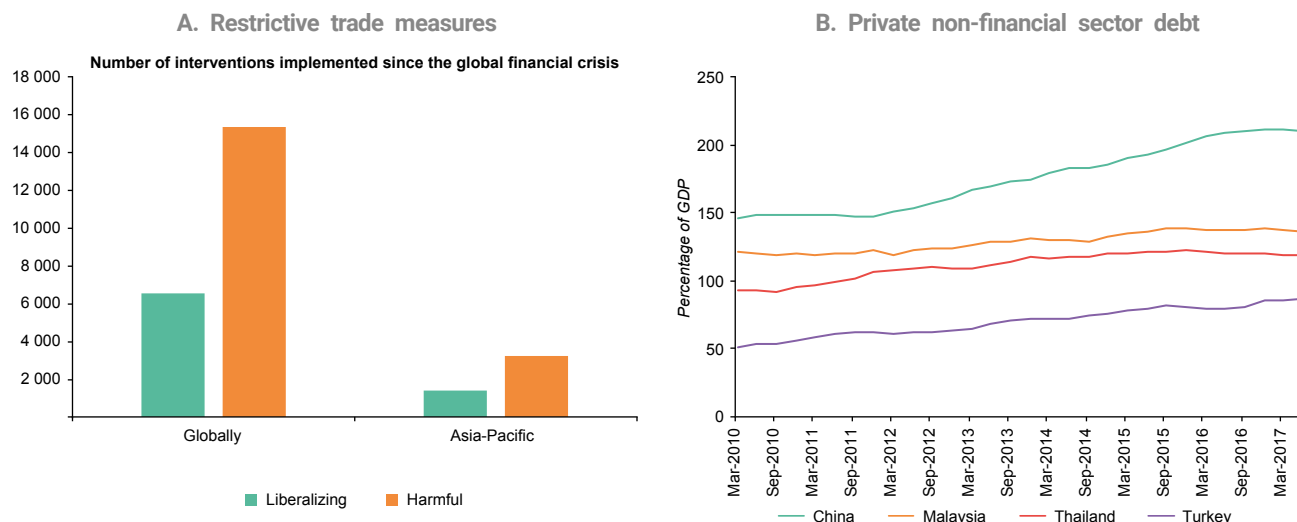 A. Restrictive trade measures
Number of interventions implemented since the global financial crisis
18 000
16 000
14 000
12 000
10 000
8 000
6 000
4 000
2 000
Globally
Asia-Pacific
Liberalizing
Harmful
B. Private non-financial sector debt
Percentage of GDP
250
200
150
100
50
0
Mar-2010
Sep-2010
Mar-2011
Sep-2011
Mar-2012
Sep-2012
Mar-2013
Sep-2013
Mar-2014
Sep-2014
Mar-2015
Sep-2015
Mar-2016
Sep-2016
Mar-2017
China
Malaysia
Thailand
Turkey